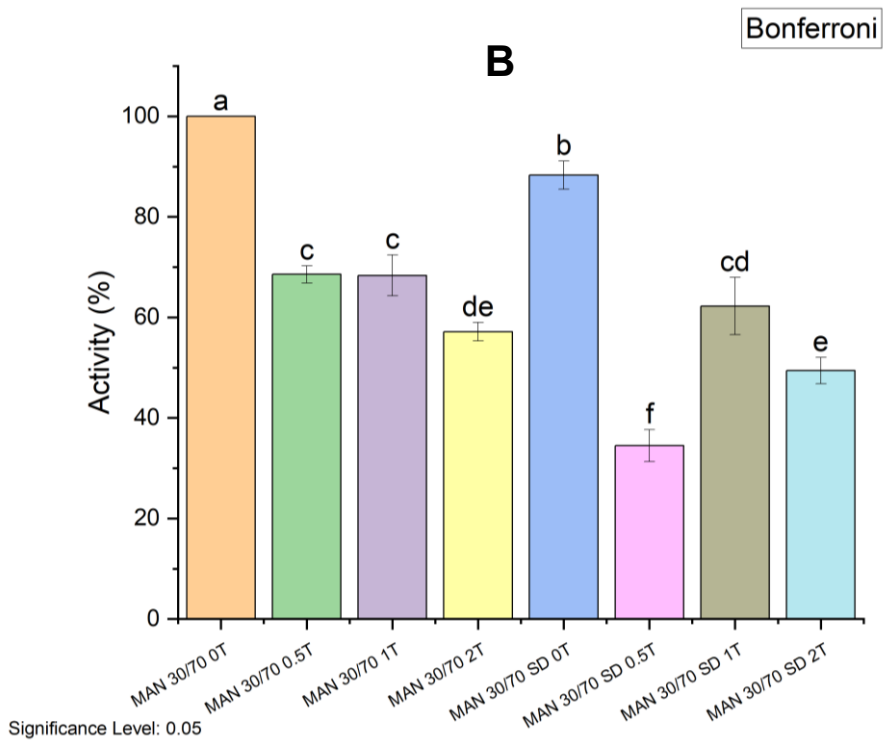 Bonferroni
B
a
b
c
c
cd
de
e
f
100
80
60
40
20
0
Activity (%)
MAN 30/70 0T
MAN 30/70 0.5T
MAN 30/70 1T
MAN 30/70 2T
MAN 30/70 SD 0T
MAN 30/70 SD 0.5T
MAN 30/70 SD 1T
MAN 30/70 SD 2T
Significance Level: 0.05